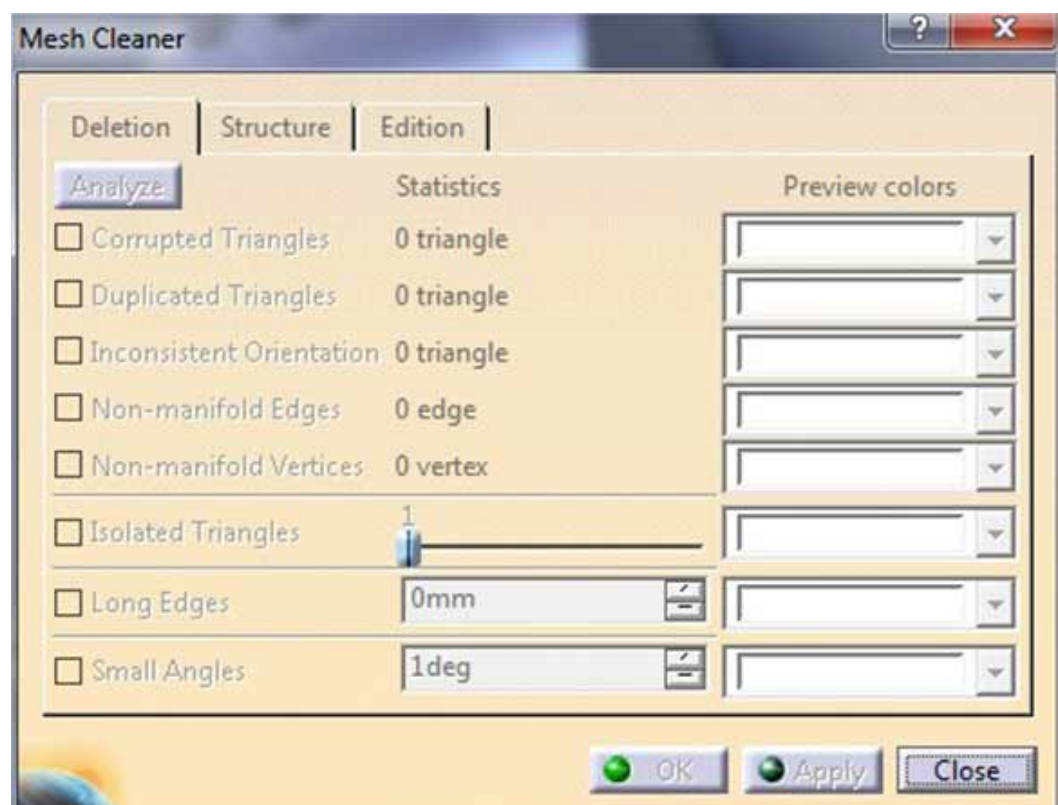 Mesh Cleaner
?
Deletion Structure Edition
Analyze Statistics Preview colors
Corrupted Triangles 0 triangle
Duplicated Triangles 0 triangle
Inconsistent Orientation 0 triangle
Non-manifold Edges 0 edge
Non-manifold Vertices 0 vertex
Isolated Triangles 1
Long Edges 0mm
Small Angles 1deg
OK Apply Close